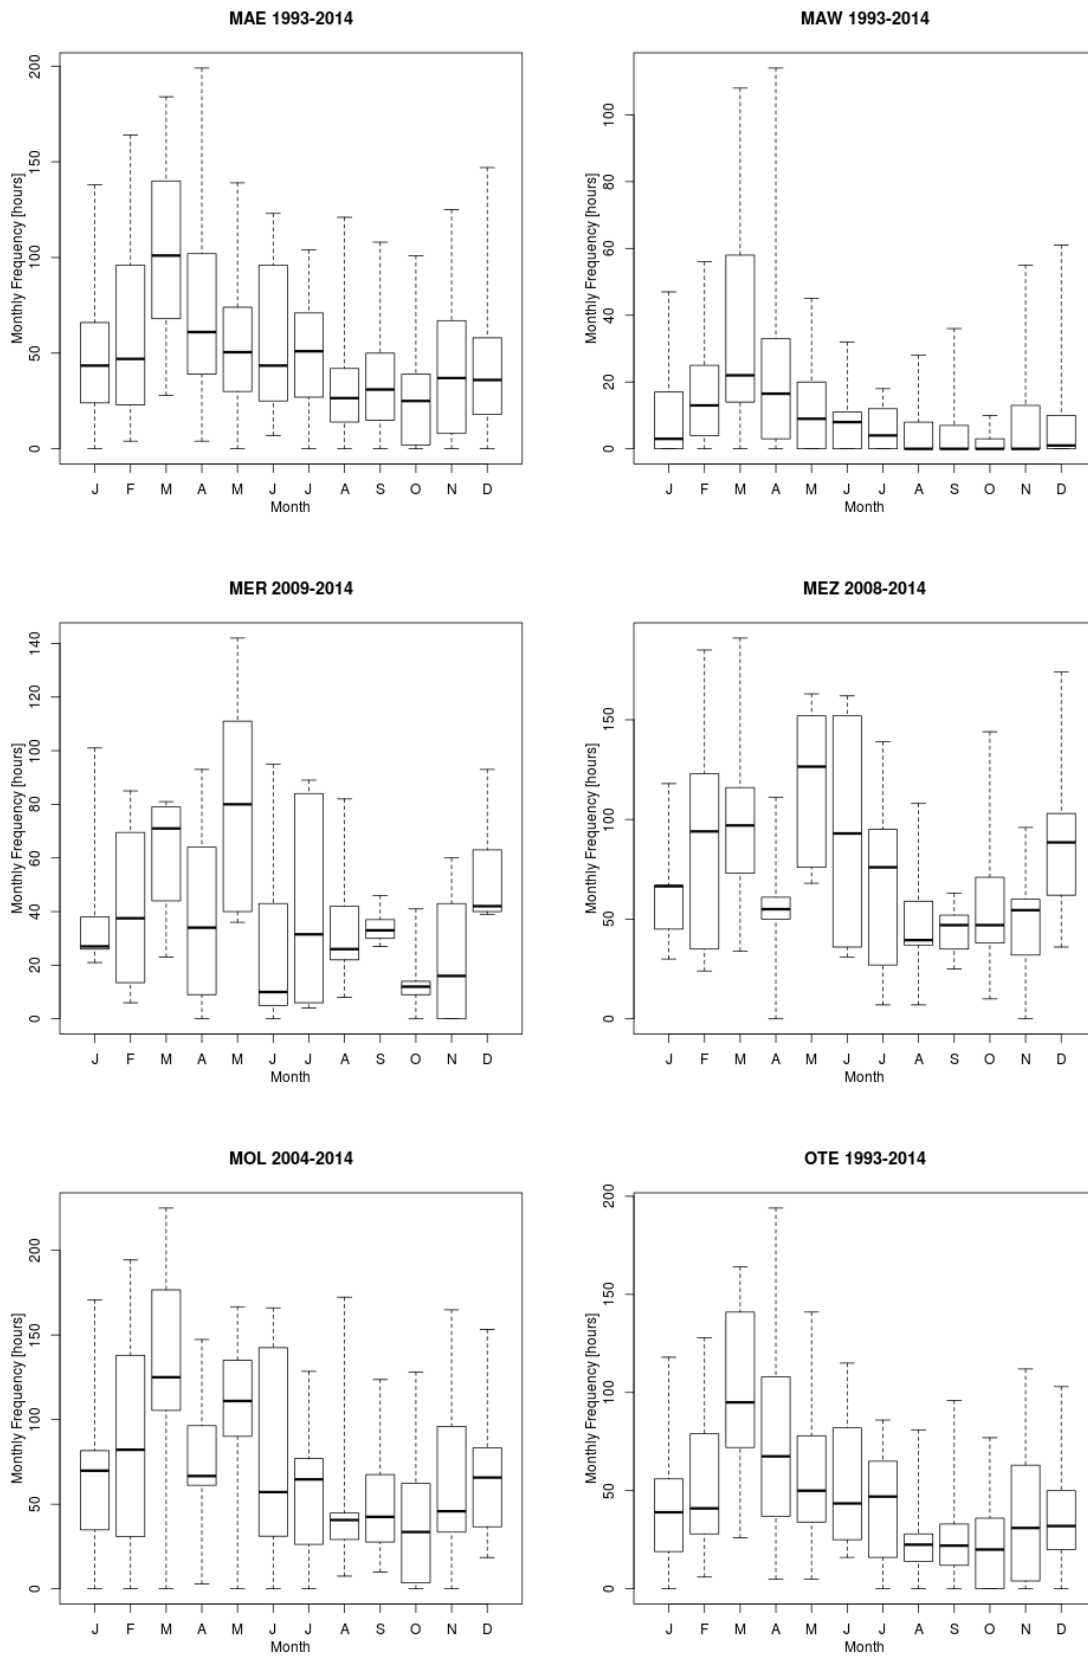 MAE 1993-2014
Monthly Frequency [hours]
200
150
100
50
0
J F M A M J J A S O N D
Month
MAW 1993-2014
Monthly Frequency [hours]
100
80
60
40
20
0
J F M A M J J A S O N D
Month
MER 2009-2014
Monthly Frequency [hours]
140
120
100
80
60
40
20
0
J F M A M J J A S O N D
Month
MEZ 2008-2014
Monthly Frequency [hours]
150
100
50
0
J F M A M J J A S O N D
Month
MOL 2004-2014
Monthly Frequency [hours]
200
150
100
50
0
J F M A M J J A S O N D
Month
OTE 1993-2014
Monthly Frequency [hours]
200
150
100
50
0
J F M A M J J A S O N D
Month